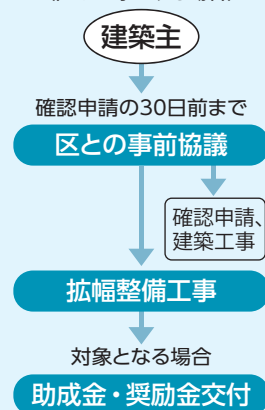 建築主
確認申請の30日前まで
区との事前協議
確認申請、
建築工事
拡幅整備工事
対象となる場合
助成金・奨励金交付